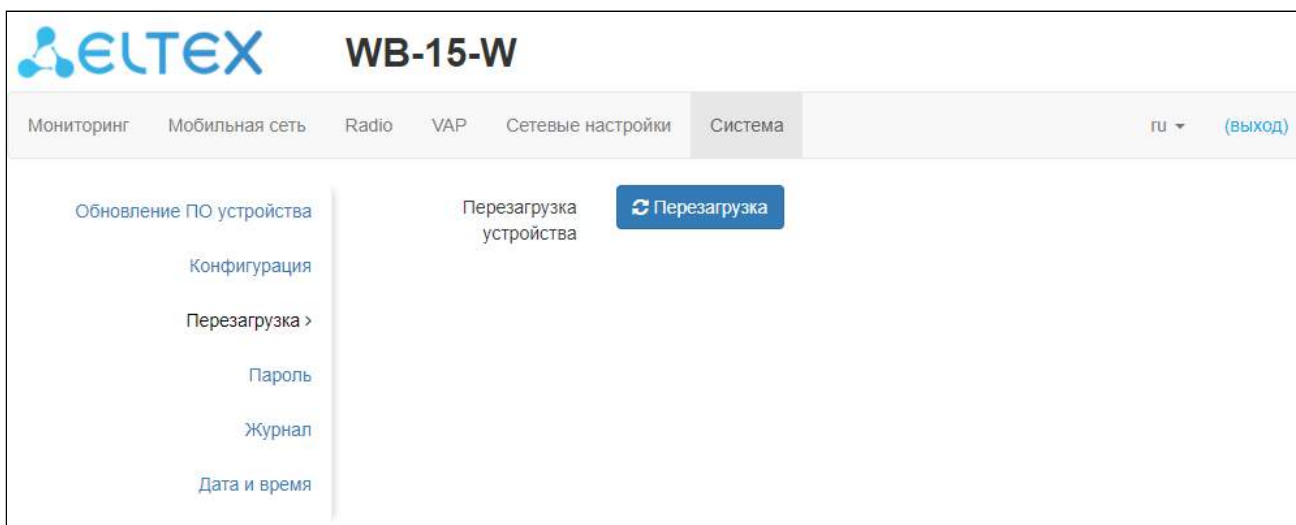 ELTEX WB-15-W
Мониторинг Мобильная сеть Radio VAP Сетевые настройки Система ru (выход)
Обновление ПО устройства
Конфигурация
Перезагрузка >
Пароль
Журнал
Дата и время
Перезагрузка
устройства
Перезагрузка